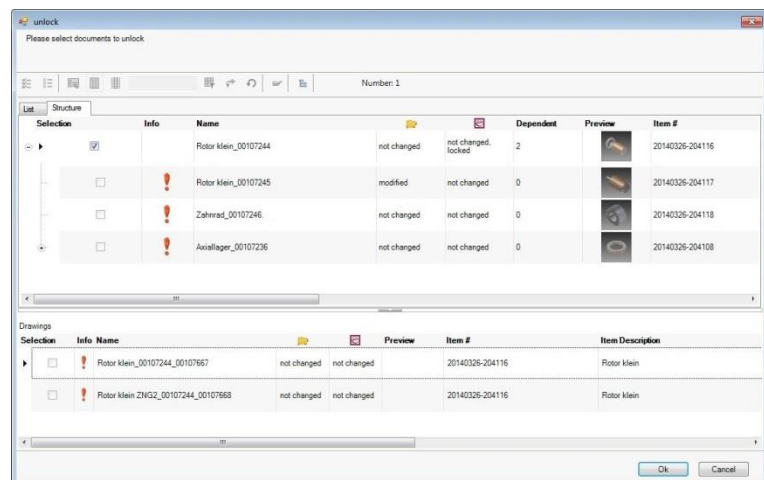 unlock
Please select documents to unlock
Number: 1
List Structure
Selection Info Name Dependent Preview Item #
Rotor klein_00107244 not changed not changed, locked 2 20140326-204116
Rotor klein_00107245 modified not changed 0 20140326-204117
Zahnrad_00107246. not changed not changed 0 20140326-204118
Axiallager_00107236 not changed not changed 0 20140326-204108
Drawings
Selection Info Name Preview Item # Item Description
Rotor klein_00107244_00107667 not changed not changed 20140326-204116 Rotor klein
Rotor klein ZNG2_00107244_00107668 not changed not changed 20140326-204116 Rotor klein
Ok Cancel